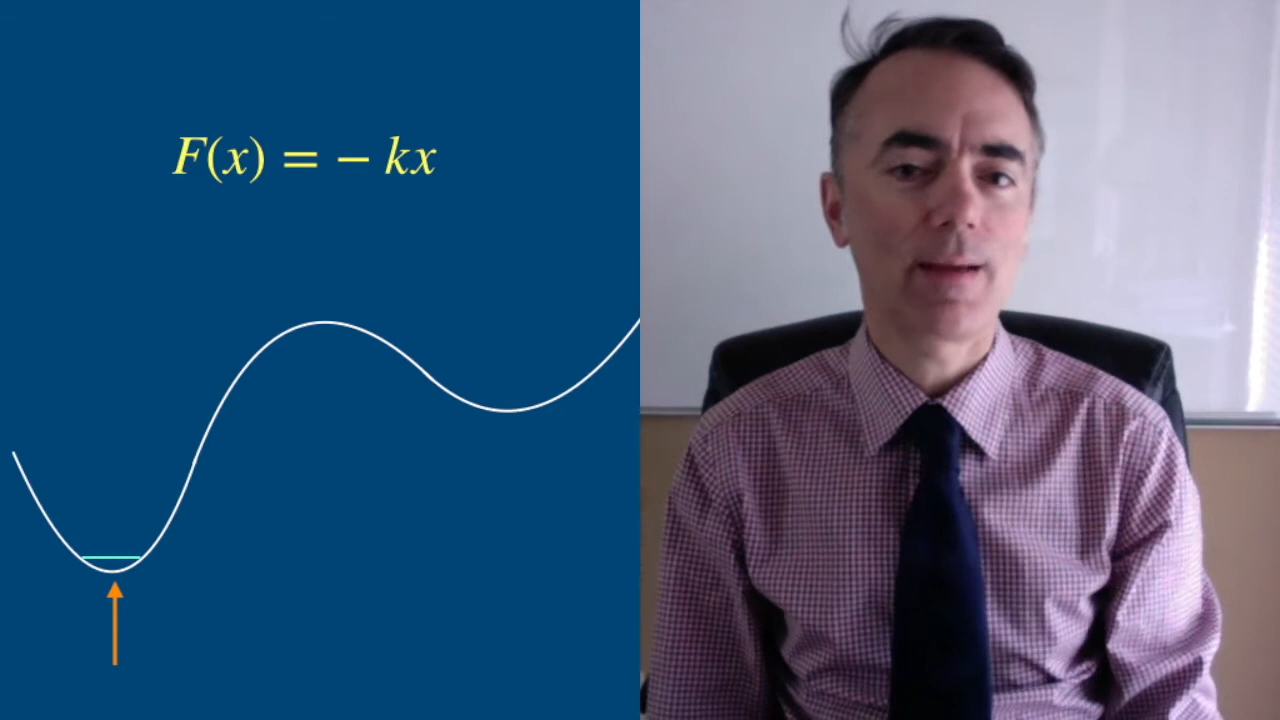 F(x) = − kx